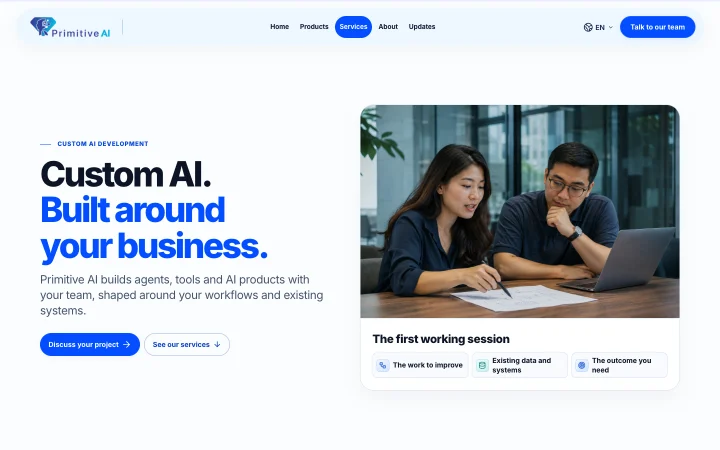 Primitive AI
Home
Products
Services
About
Updates
EN
Talk to our team
CUSTOM AI DEVELOPMENT
Custom AI.
Built around
your business.
Primitive AI builds agents, tools and AI products with
your team, shaped around your workflows and existing
systems.
Discuss your project
See our services
The first working session
The work to improve
Existing data and
systems
The outcome you
need